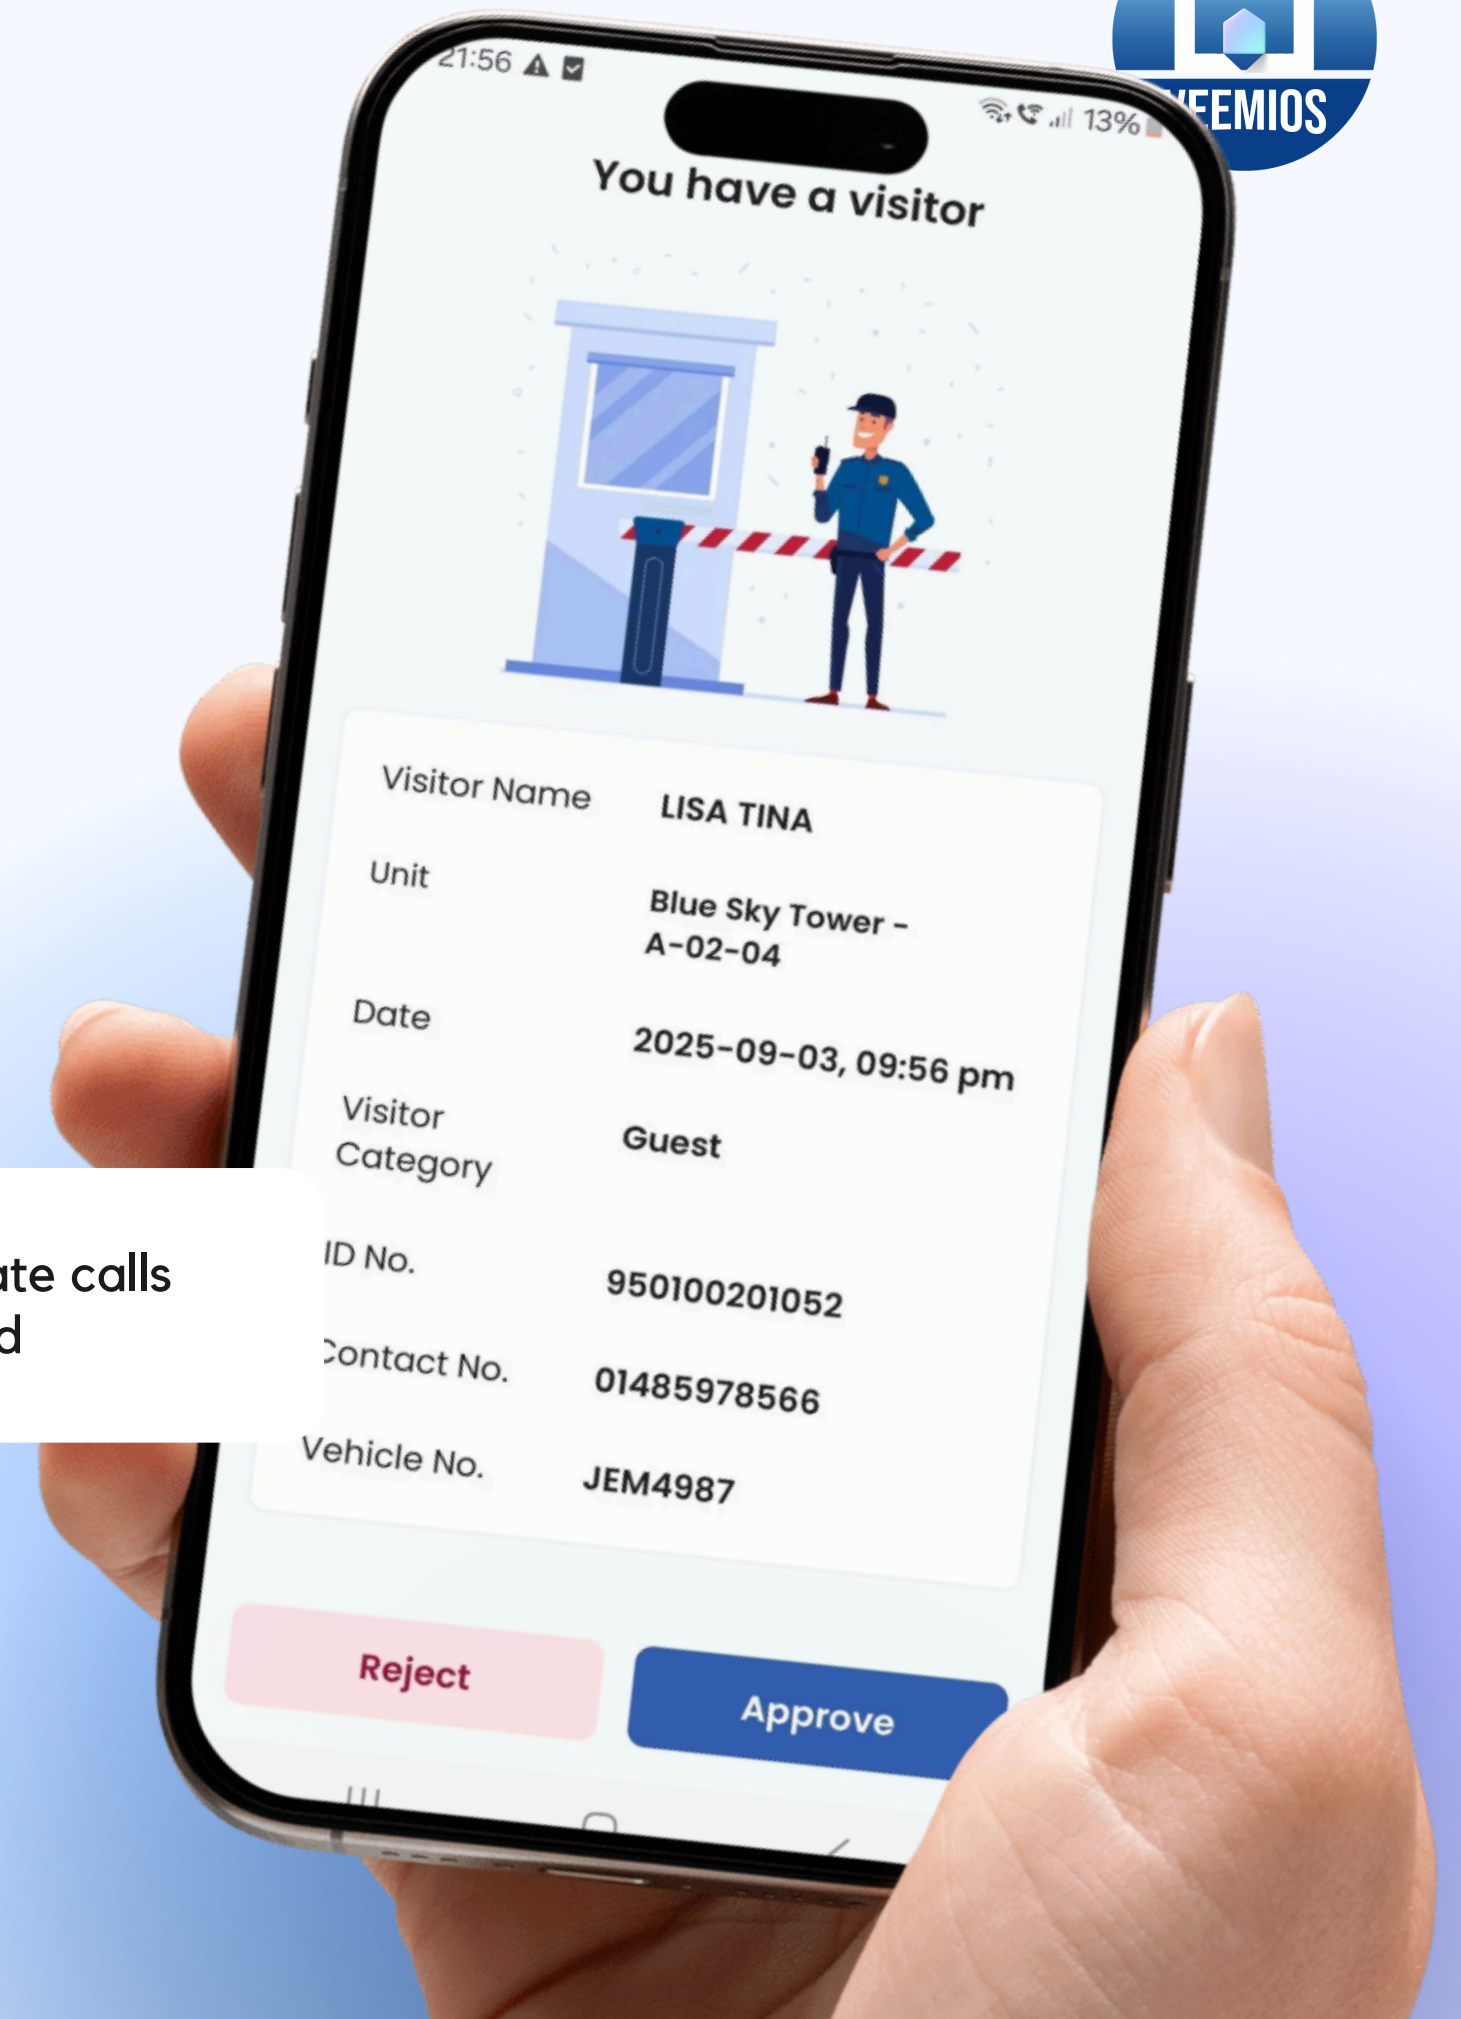 21:56
13%
EEMIOS
You have a visitor
Visitor Name LISA TINA
Unit Blue Sky Tower -
A-02-04
Date 2025-09-03, 09:56 pm
Visitor
Category Guest
ID No. 950100201052
Contact No. 01485978566
Vehicle No. JEM4987
ate calls
d
Reject Approve